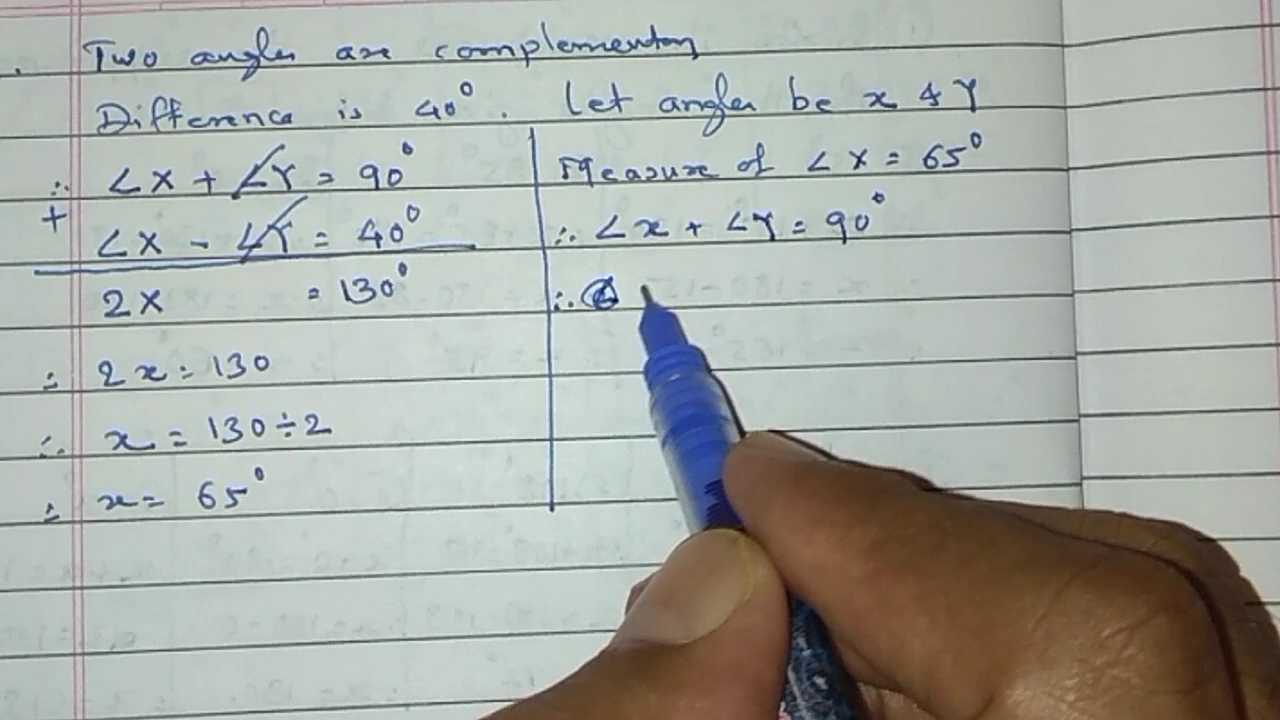 Two angles are complementary
Difference is 40°. Let angles be x & Y
∴ ∠X + ∠Y = 90°
+ ∠X - ∠Y = 40°
2X = 130°
∴ 2x = 130
∴ x = 130 ÷ 2
∴ x = 65°
Measure of ∠X = 65°
∴ ∠x + ∠Y = 90°
∴